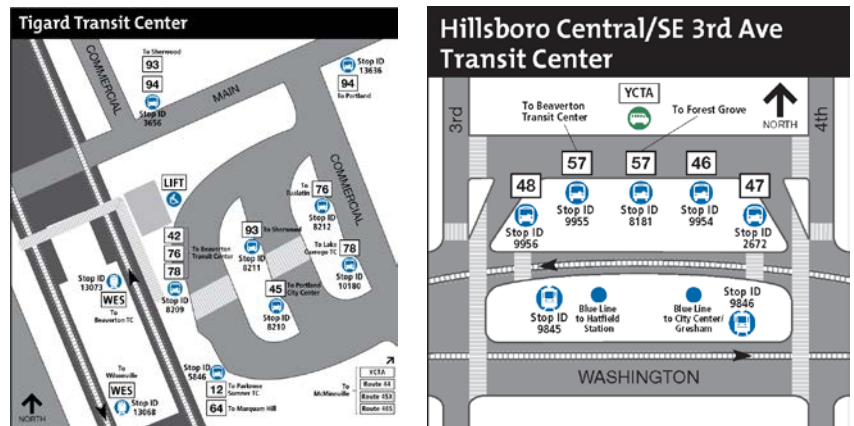 Tigard Transit Center
To Sherwood
93
94
Stop ID
3656
COMMERCIAL
MAIN
Stop ID
13636
94
To Portland
LIFT
COMMERCIAL
To
Tualatin
76
Stop ID
8212
42
76
78
To Beaverton
Transit Center
Stop ID
8209
93
To Sherwood
Stop ID
8211
To Lake
Oswego TC
78
Stop ID
10180
45
To Portland
City Center
Stop ID
8210
Stop ID
13073
WES
To
Beaverton TC
To
Wilsonville
WES
Stop ID
13068
Stop ID
5846
12
To Parkrose
Sumner TC
64
To Marquam Hill
To
McMinnville
YCTA
Route 44
Route 45X
NORTH
Hillsboro Central/SE 3rd Ave
Transit Center
3rd
4th
To Beaverton
Transit Center
YCTA
To Forest Grove
NORTH
48
Stop ID
9956
57
Stop ID
9955
57
Stop ID
8181
46
Stop ID
9954
47
Stop ID
2672
Stop ID
9845
Blue Line
to Hatfield
Station
Blue Line
to City Center/
Gresham
Stop ID
9846
WASHINGTON